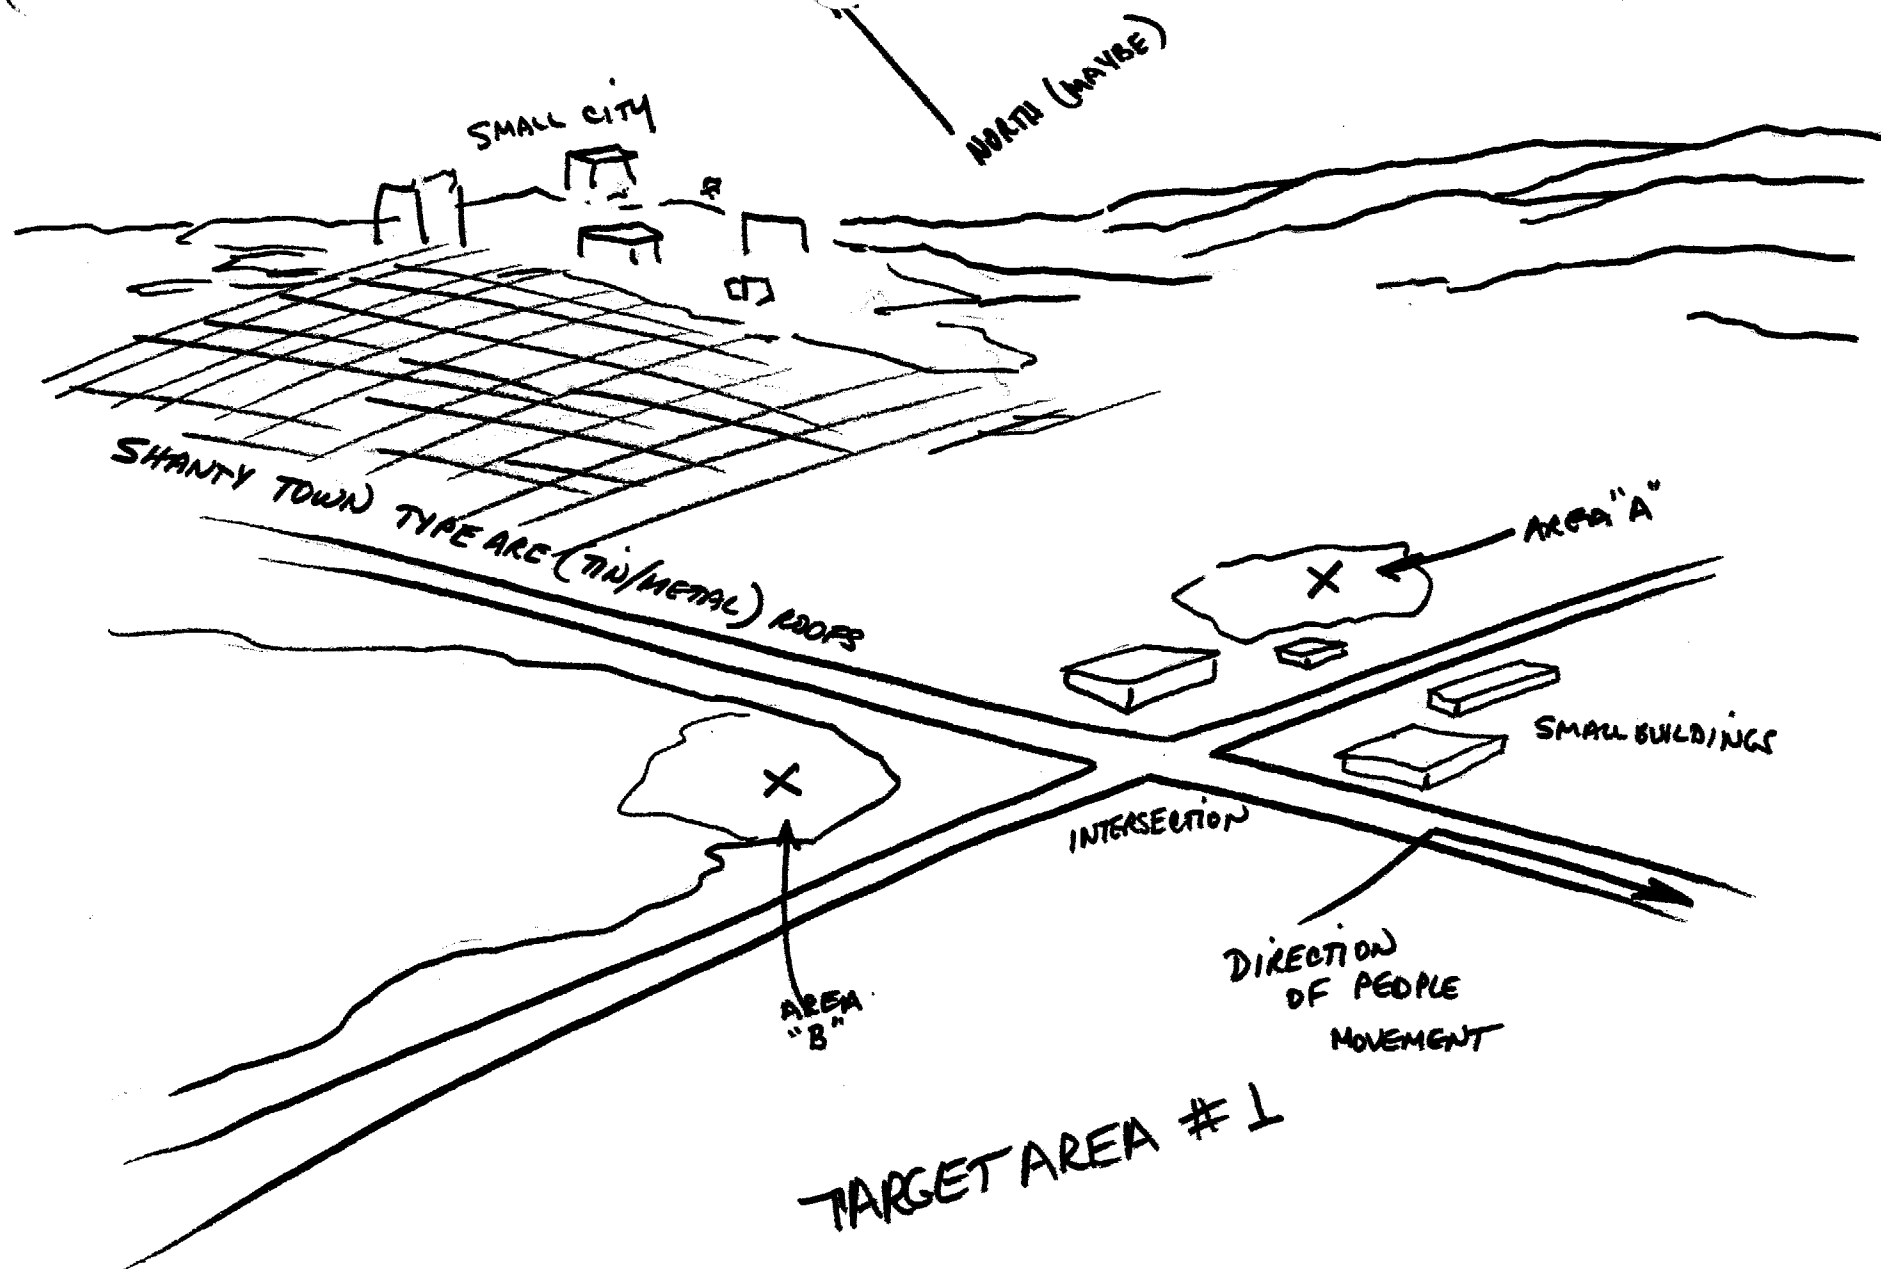 NORTH (MAYBE)
SMALL CITY
SHANTY TOWN TYPE ARE (TIN/METAL) ROOFS
AREA "A"
SMALL BUILDINGS
INTERSECTION
AREA
"B"
DIRECTION
OF PEOPLE
MOVEMENT
TARGET AREA # 1